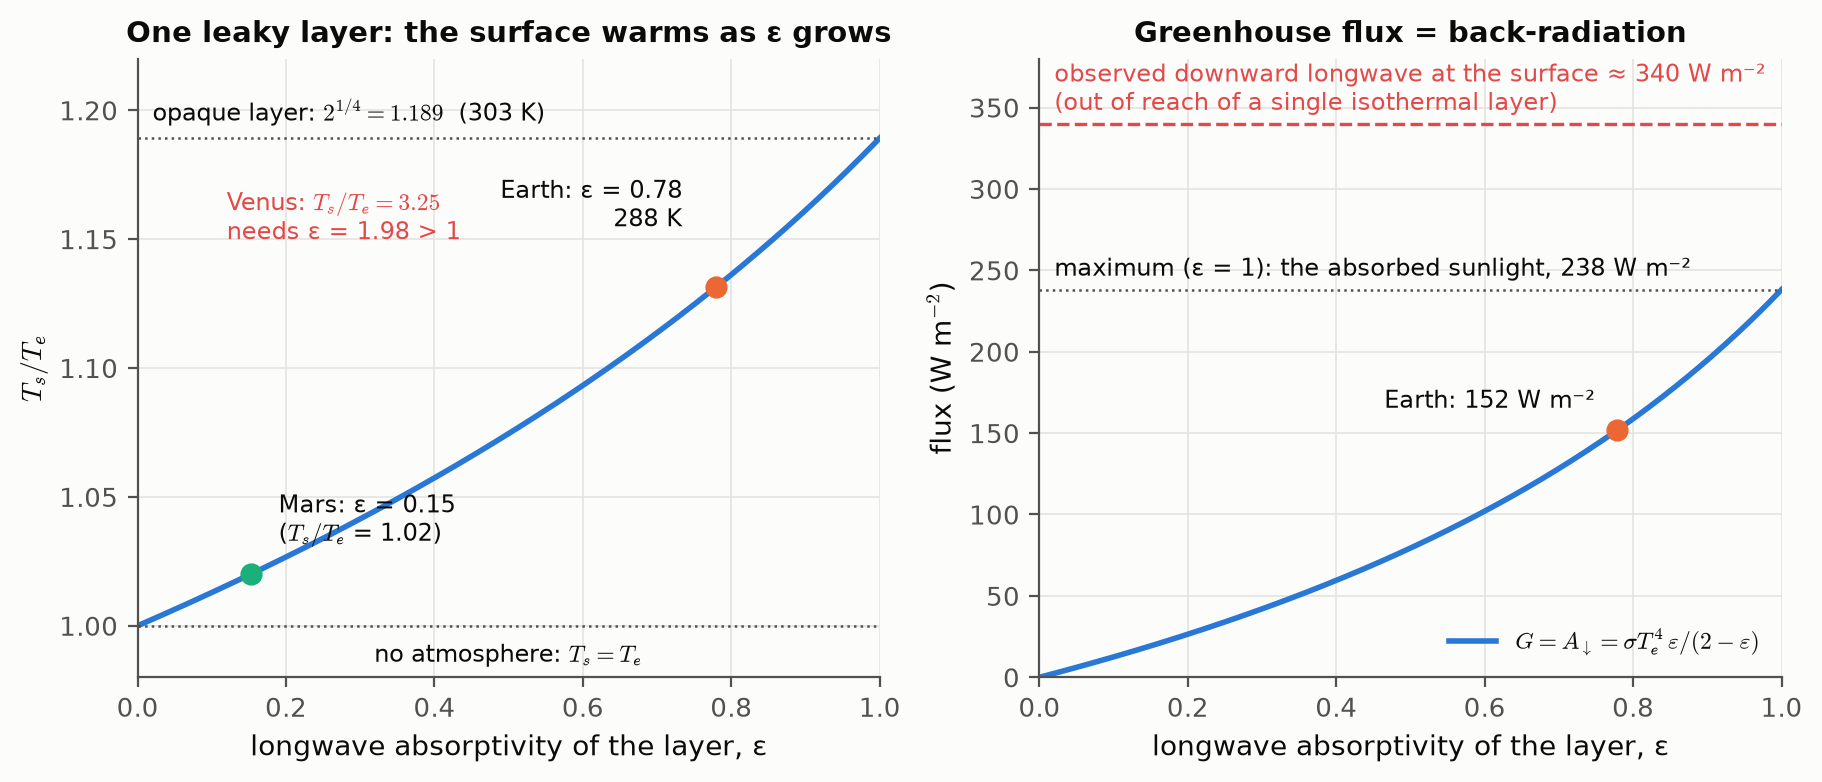 One leaky layer: the surface warms as ε grows
1.20
1.15
1.10
1.05
1.00
T_s/T_e
opaque layer: 2^{1/4} = 1.189 (303 K)
Venus: T_s/T_e = 3.25
needs ε = 1.98 > 1
Earth: ε = 0.78
288 K
Mars: ε = 0.15
(T_s/T_e = 1.02)
no atmosphere: T_s = T_e
0.0 0.2 0.4 0.6 0.8 1.0
longwave absorptivity of the layer, ε
Greenhouse flux = back-radiation
350
300
250
200
150
100
50
0
flux (W m⁻²)
observed downward longwave at the surface ≈ 340 W m⁻²
(out of reach of a single isothermal layer)
maximum (ε = 1): the absorbed sunlight, 238 W m⁻²
Earth: 152 W m⁻²
G = A_↓ = σT_e^4 ε/(2 − ε)
0.0 0.2 0.4 0.6 0.8 1.0
longwave absorptivity of the layer, ε